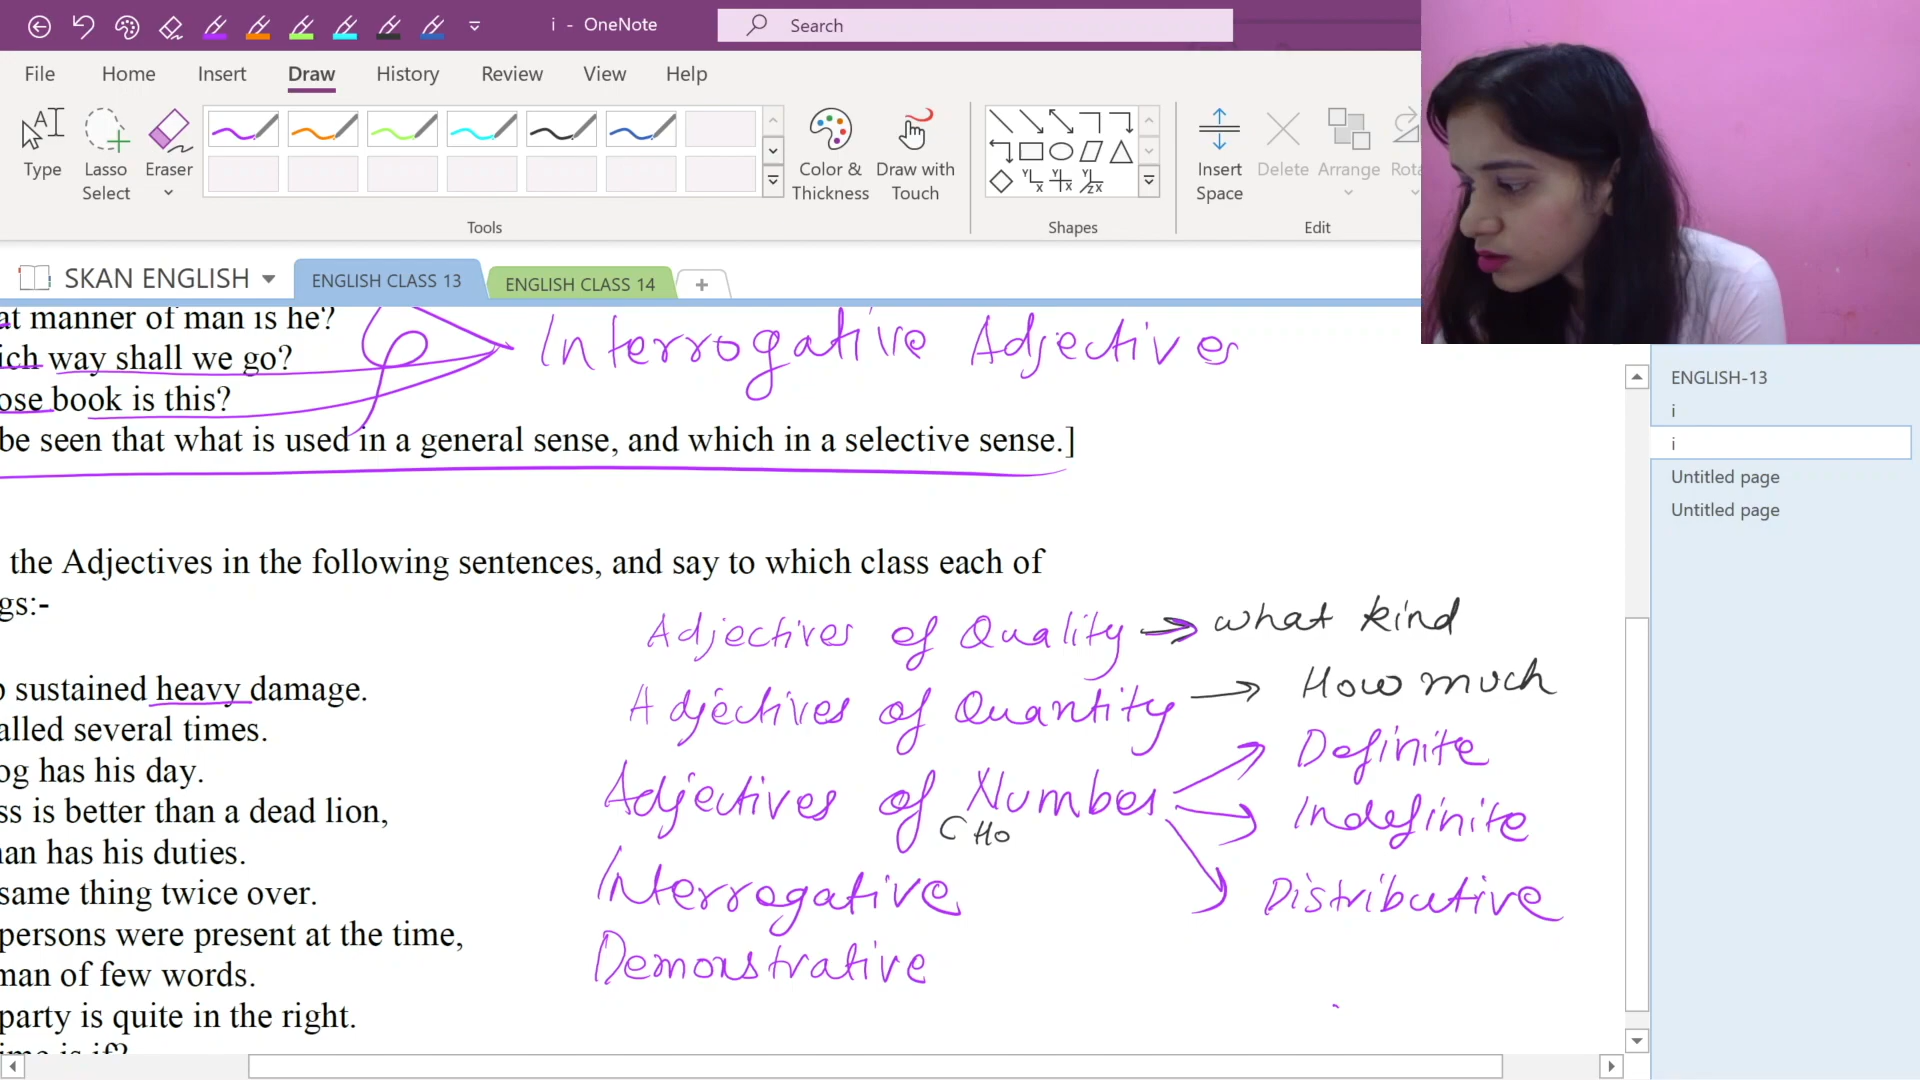 i - OneNote
Search
File Home Insert Draw History Review View Help
Type
Lasso Select
Eraser
Color & Thickness
Draw with Touch
Insert Space
Delete
Arrange
Rota
Tools
Shapes
Edit
SKAN ENGLISH
ENGLISH CLASS 13
ENGLISH CLASS 14
at manner of man is he?
ich way shall we go?
ose book is this?
Interrogative Adjectives
be seen that what is used in a general sense, and which in a selective sense.]
the Adjectives in the following sentences, and say to which class each of
gs:-
Adjectives of Quality → what kind
p sustained heavy damage.
Adjectives of Quantity → How much
alled several times.
Definite
og has his day.
Adjectives of Number
Indefinite
ss is better than a dead lion,
C Ho
nan has his duties.
Interrogative
Distributive
same thing twice over.
persons were present at the time,
Demonstrative
man of few words.
party is quite in the right.
ime is if?
ENGLISH-13
i
i
Untitled page
Untitled page